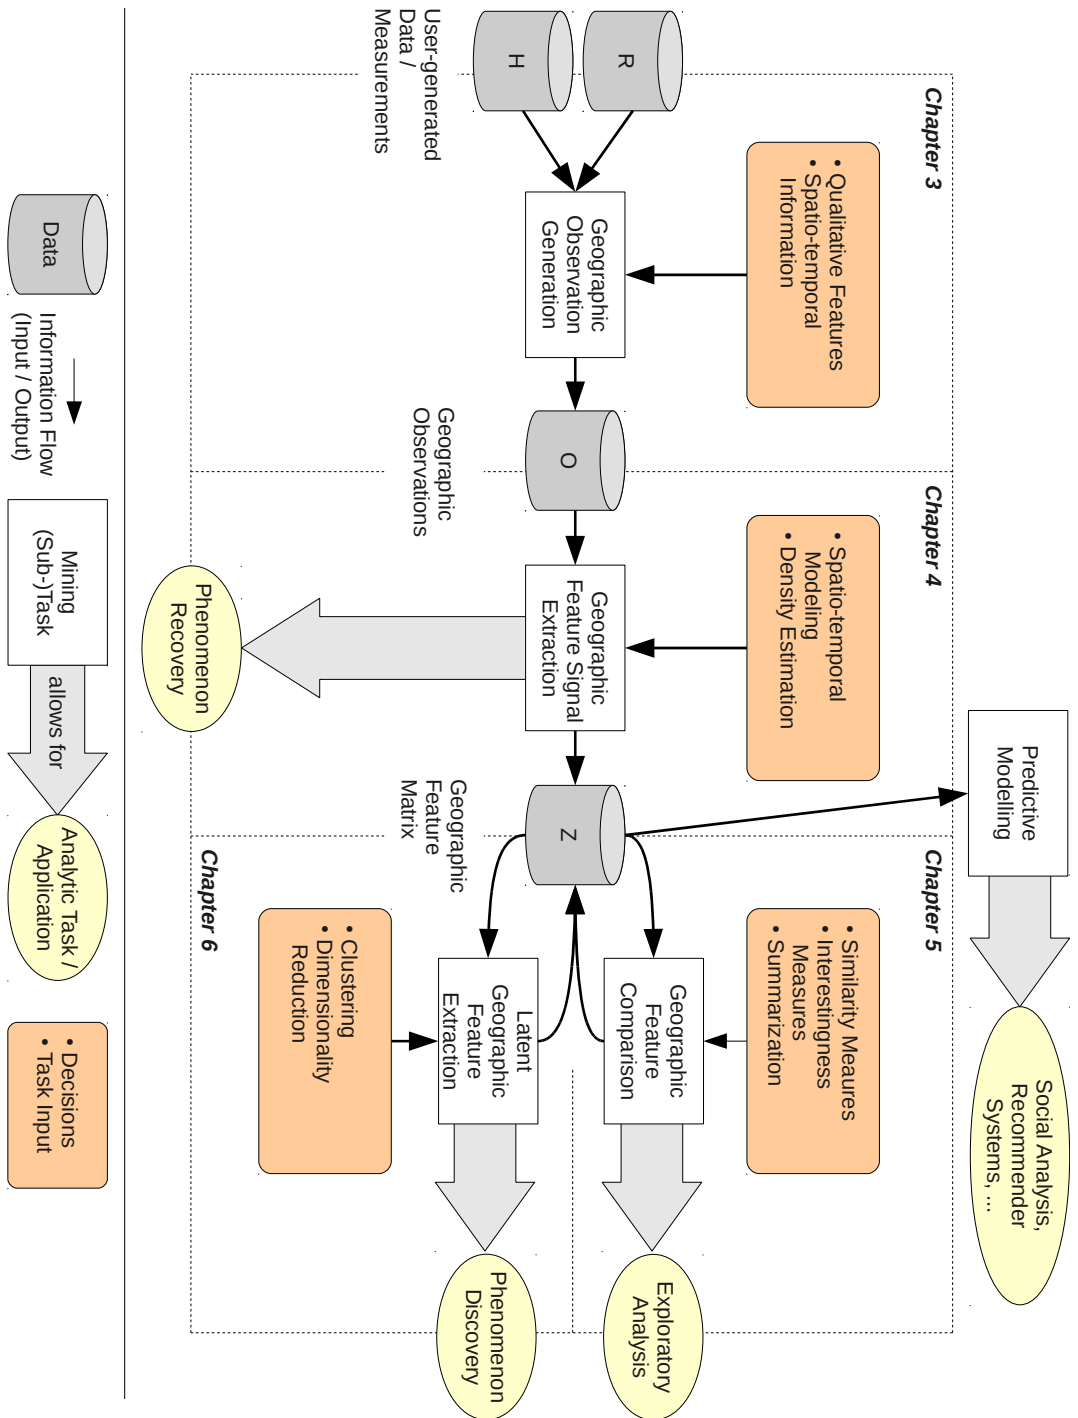 Predictive
Modelling
Social Analysis,
Recommender
Systems, ...
Chapter 3
Chapter 4
Chapter 5
• Qualitative Features
• Spatio-temporal
Information
• Spatio-temporal
Modeling
• Density Estimation
• Similarity Meaures
• Interestingness
Measures
• Summarization
R
H
User-generated
Data /
Measurements
Geographic
Observation
Generation
O
Geographic
Observations
Geographic
Feature Signal
Extraction
Z
Geographic
Feature
Matrix
Geographic
Feature
Comparison
Exploratory
Analysis
Latent
Geographic
Feature
Extraction
Phenomenon
Discovery
• Clustering
• Dimensionality
Reduction
Chapter 6
Phenomenon
Recovery
Data
Information Flow
(Input / Output)
Mining
(Sub-)Task
allows for
Analytic Task /
Application
• Decisions
• Task Input